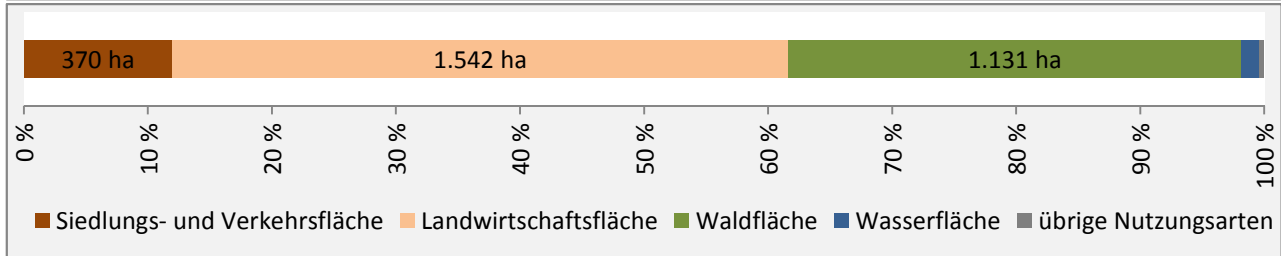 370 ha 1.542 ha 1.131 ha
0 % 10 % 20 % 30 % 40 % 50 % 60 % 70 % 80 % 90 % 100 %
Siedlungs- und Verkehrsfläche Landwirtschaftsfläche Waldfläche Wasserfläche übrige Nutzungsarten